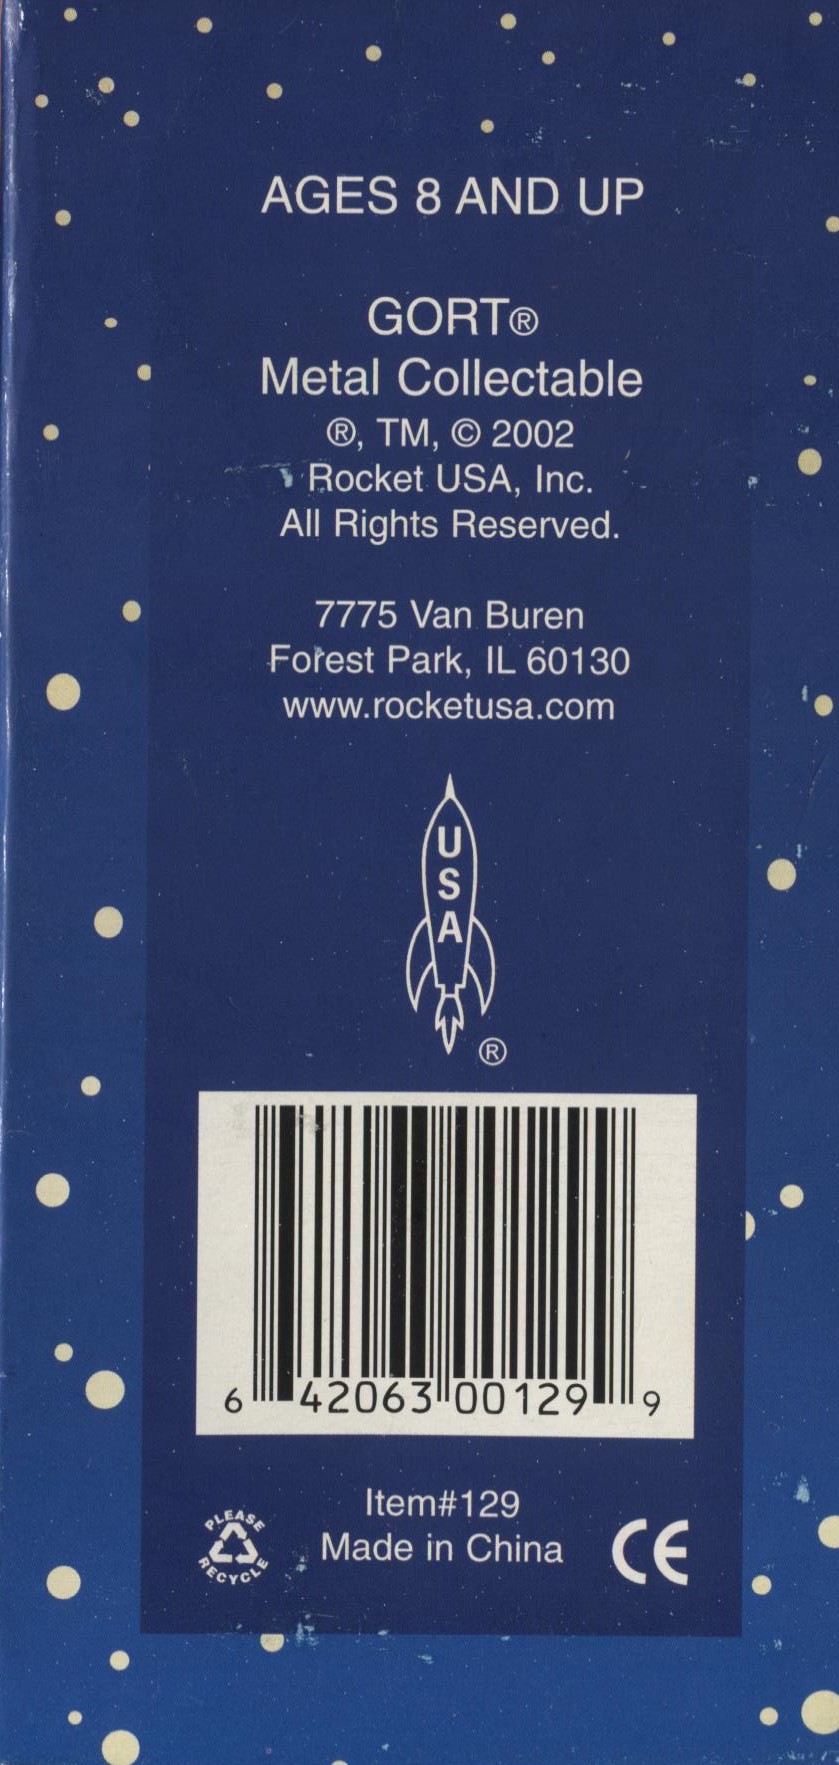 AGES 8 AND UP
GORT®
Metal Collectable
®, TM, © 2002
Rocket USA, Inc.
All Rights Reserved.
7775 Van Buren
Forest Park, IL 60130
www.rocketusa.com
USA
®
6 42063 00129 9
Item#129
Made in China
PLEASE
RECYCLE
CE